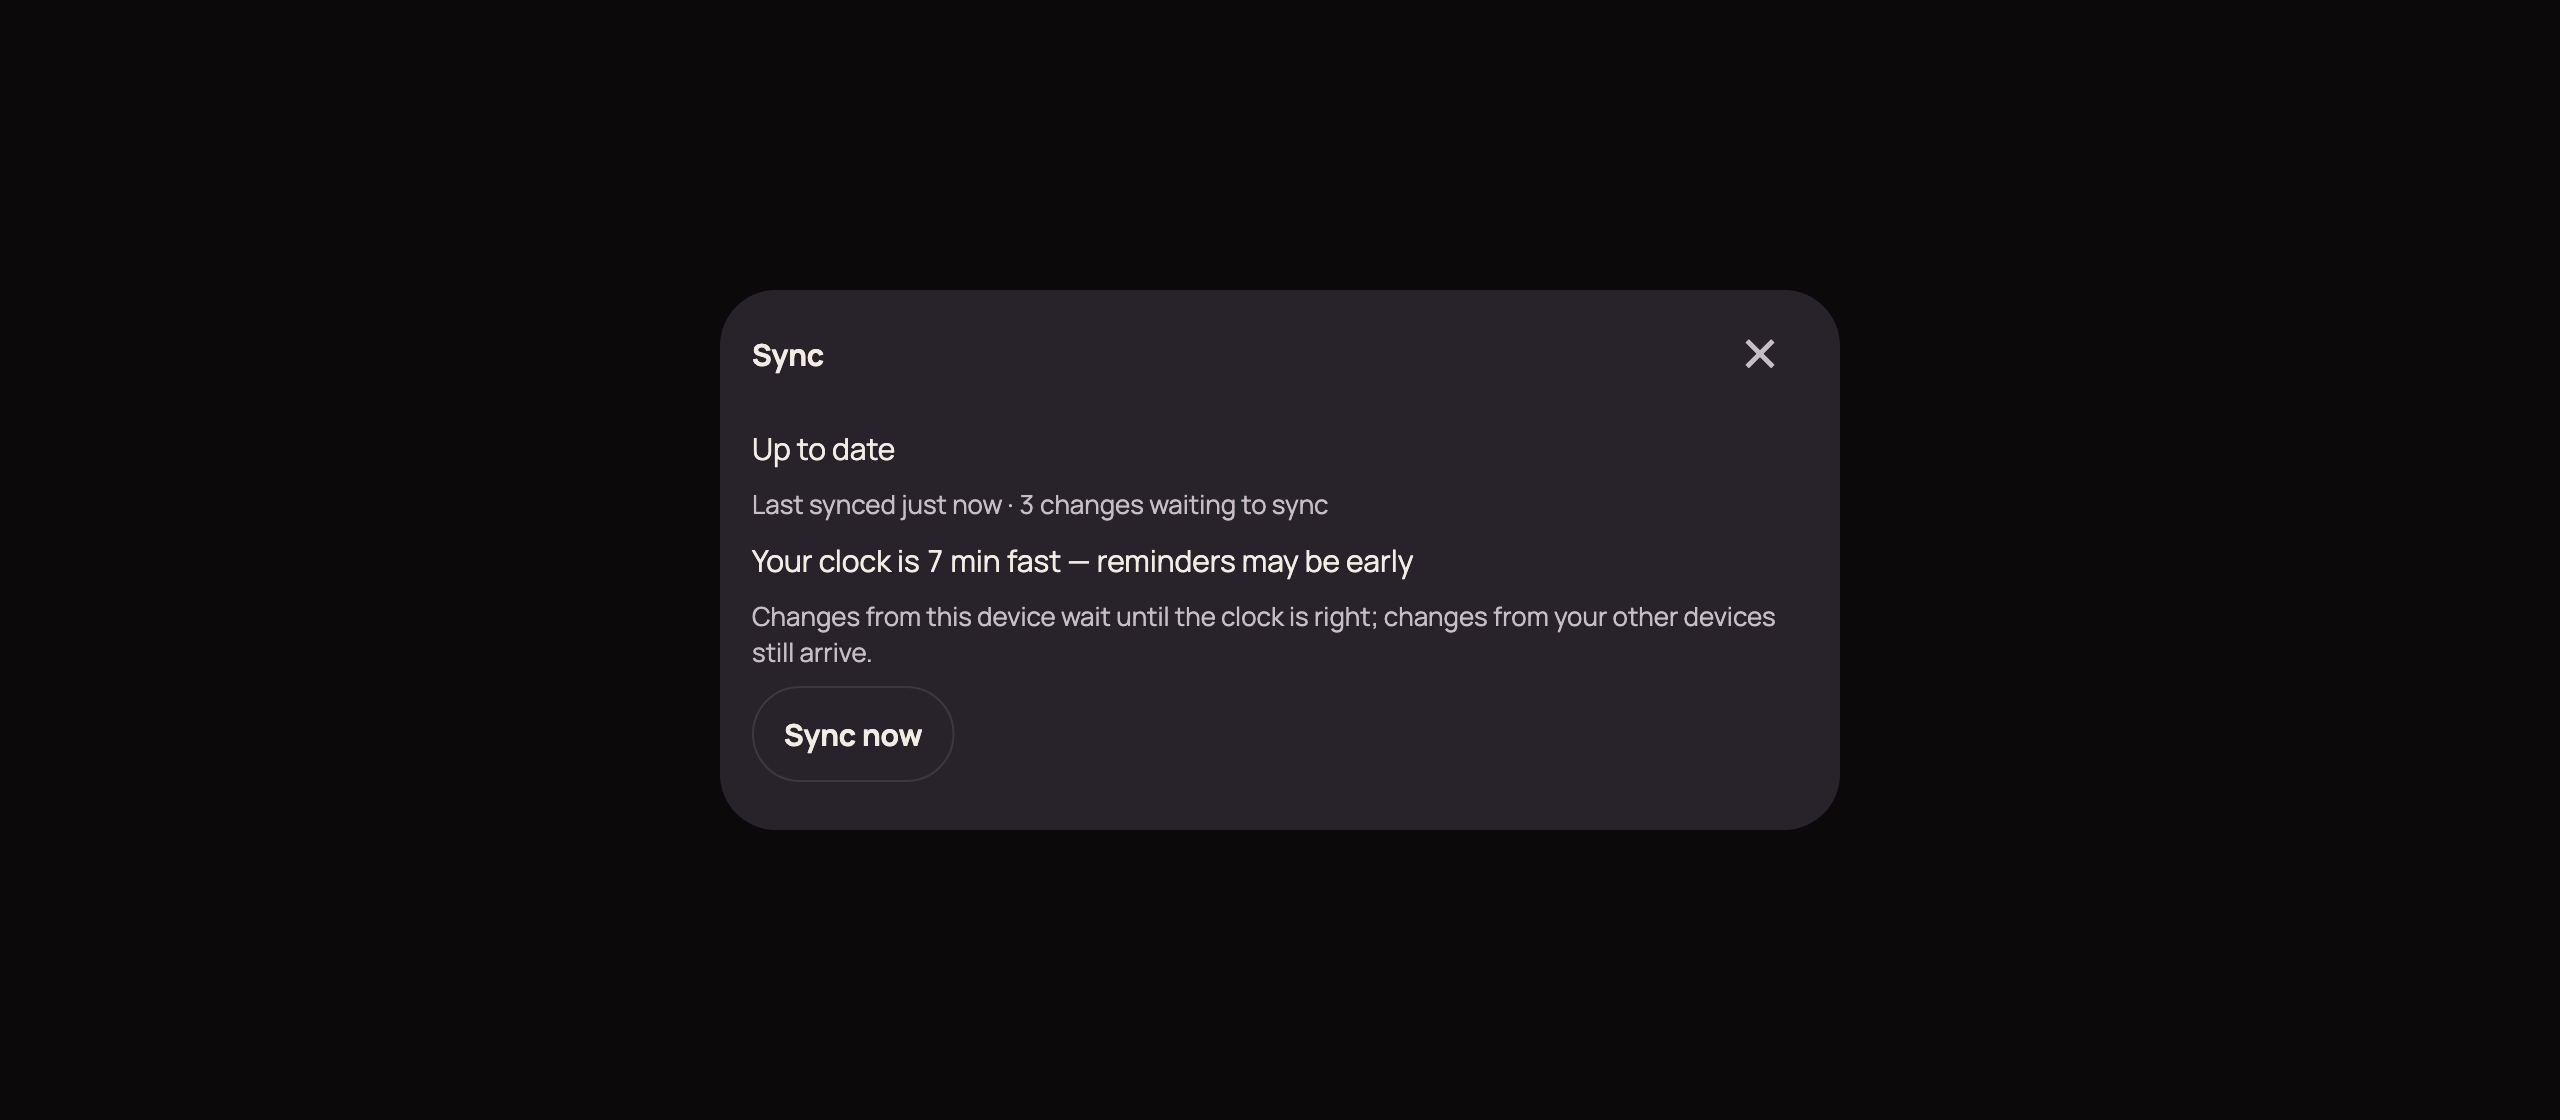 Sync
Up to date
Last synced just now · 3 changes waiting to sync
Your clock is 7 min fast — reminders may be early
Changes from this device wait until the clock is right; changes from your other devices
still arrive.
Sync now